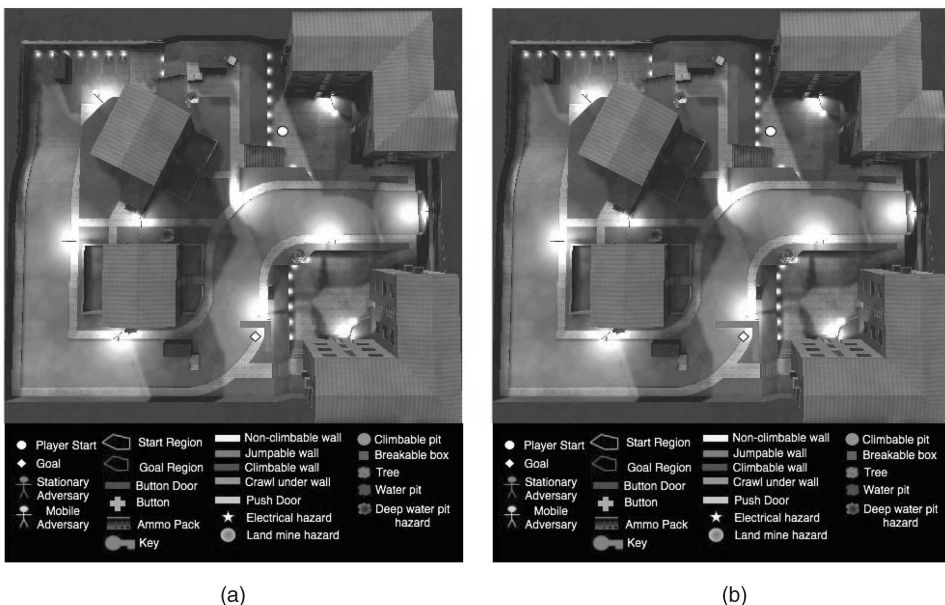 Player Start
Goal
Stationary
Adversary
Mobile
Adversary
Start Region
Goal Region
Button Door
Button
Ammo Pack
Key
Non-climbable wall
Jumpable wall
Climbable wall
Crawl under wall
Push Door
Electrical hazard
Land mine hazard
Climbable pit
Breakable box
Tree
Water pit
Deep water pit
hazard
Player Start
Goal
Stationary
Adversary
Mobile
Adversary
Start Region
Goal Region
Button Door
Button
Ammo Pack
Key
Non-climbable wall
Jumpable wall
Climbable wall
Crawl under wall
Push Door
Electrical hazard
Land mine hazard
Climbable pit
Breakable box
Tree
Water pit
Deep water pit
hazard
(a)
(b)